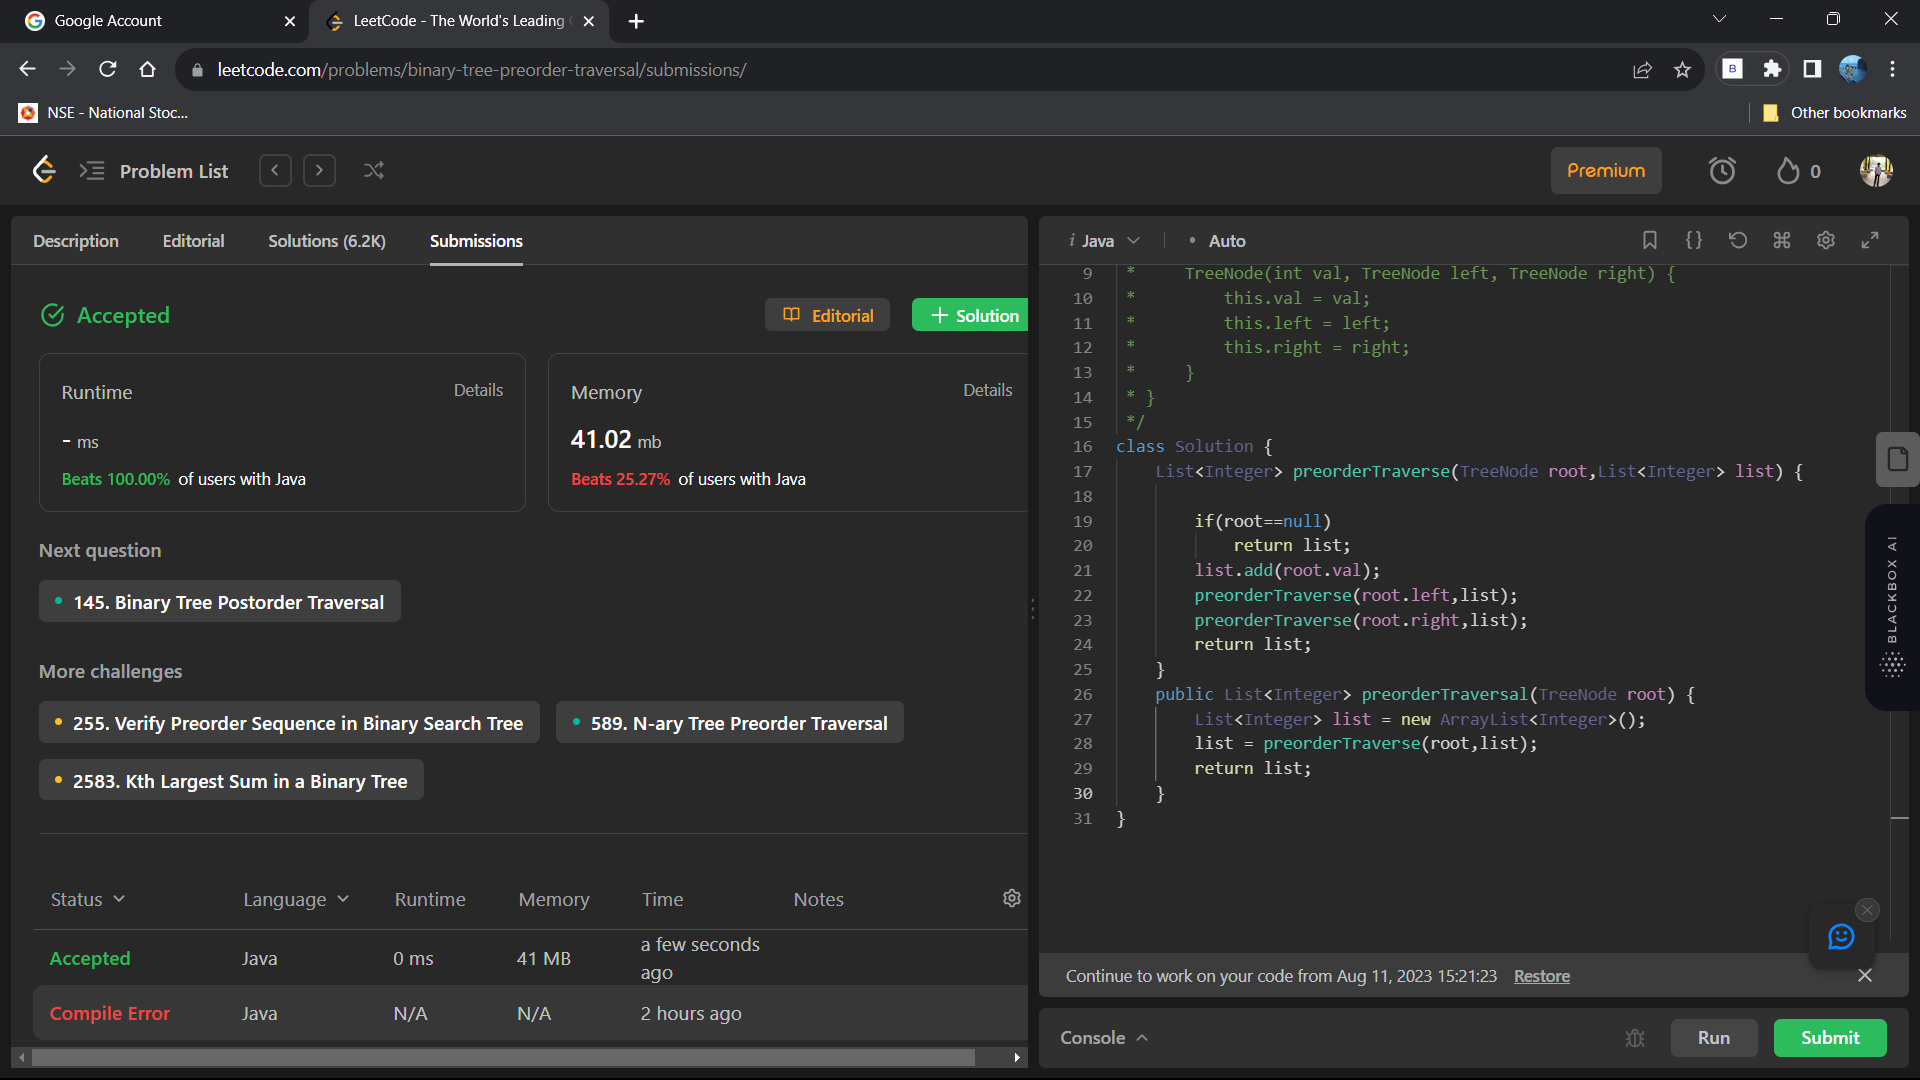 Google Account
LeetCode - The World's Leading
leetcode.com/problems/binary-tree-preorder-traversal/submissions/
B
NSE - National Stoc...
Other bookmarks
Problem List
Premium
0
Description
Editorial
Solutions (6.2K)
Submissions
Accepted
Editorial
Solution
Runtime
Details
- ms
Beats 100.00% of users with Java
Memory
Details
41.02 mb
Beats 25.27% of users with Java
Next question
145. Binary Tree Postorder Traversal
More challenges
255. Verify Preorder Sequence in Binary Search Tree
589. N-ary Tree Preorder Traversal
2583. Kth Largest Sum in a Binary Tree
Status Language Runtime Memory Time Notes
Accepted Java 0 ms 41 MB a few seconds ago
Compile Error Java N/A N/A 2 hours ago
i Java • Auto
{}
9 *     TreeNode(int val, TreeNode left, TreeNode right) {
10 *         this.val = val;
11 *         this.left = left;
12 *         this.right = right;
13 *     }
14 * }
15 */
16 class Solution {
17     List<Integer> preorderTraverse(TreeNode root,List<Integer> list) {
18
19         if(root==null)
20             return list;
21         list.add(root.val);
22         preorderTraverse(root.left,list);
23         preorderTraverse(root.right,list);
24         return list;
25     }
26     public List<Integer> preorderTraversal(TreeNode root) {
27         List<Integer> list = new ArrayList<Integer>();
28         list = preorderTraverse(root,list);
29         return list;
30     }
31 }
BLACKBOX AI
Continue to work on your code from Aug 11, 2023 15:21:23 Restore
Console
Run
Submit